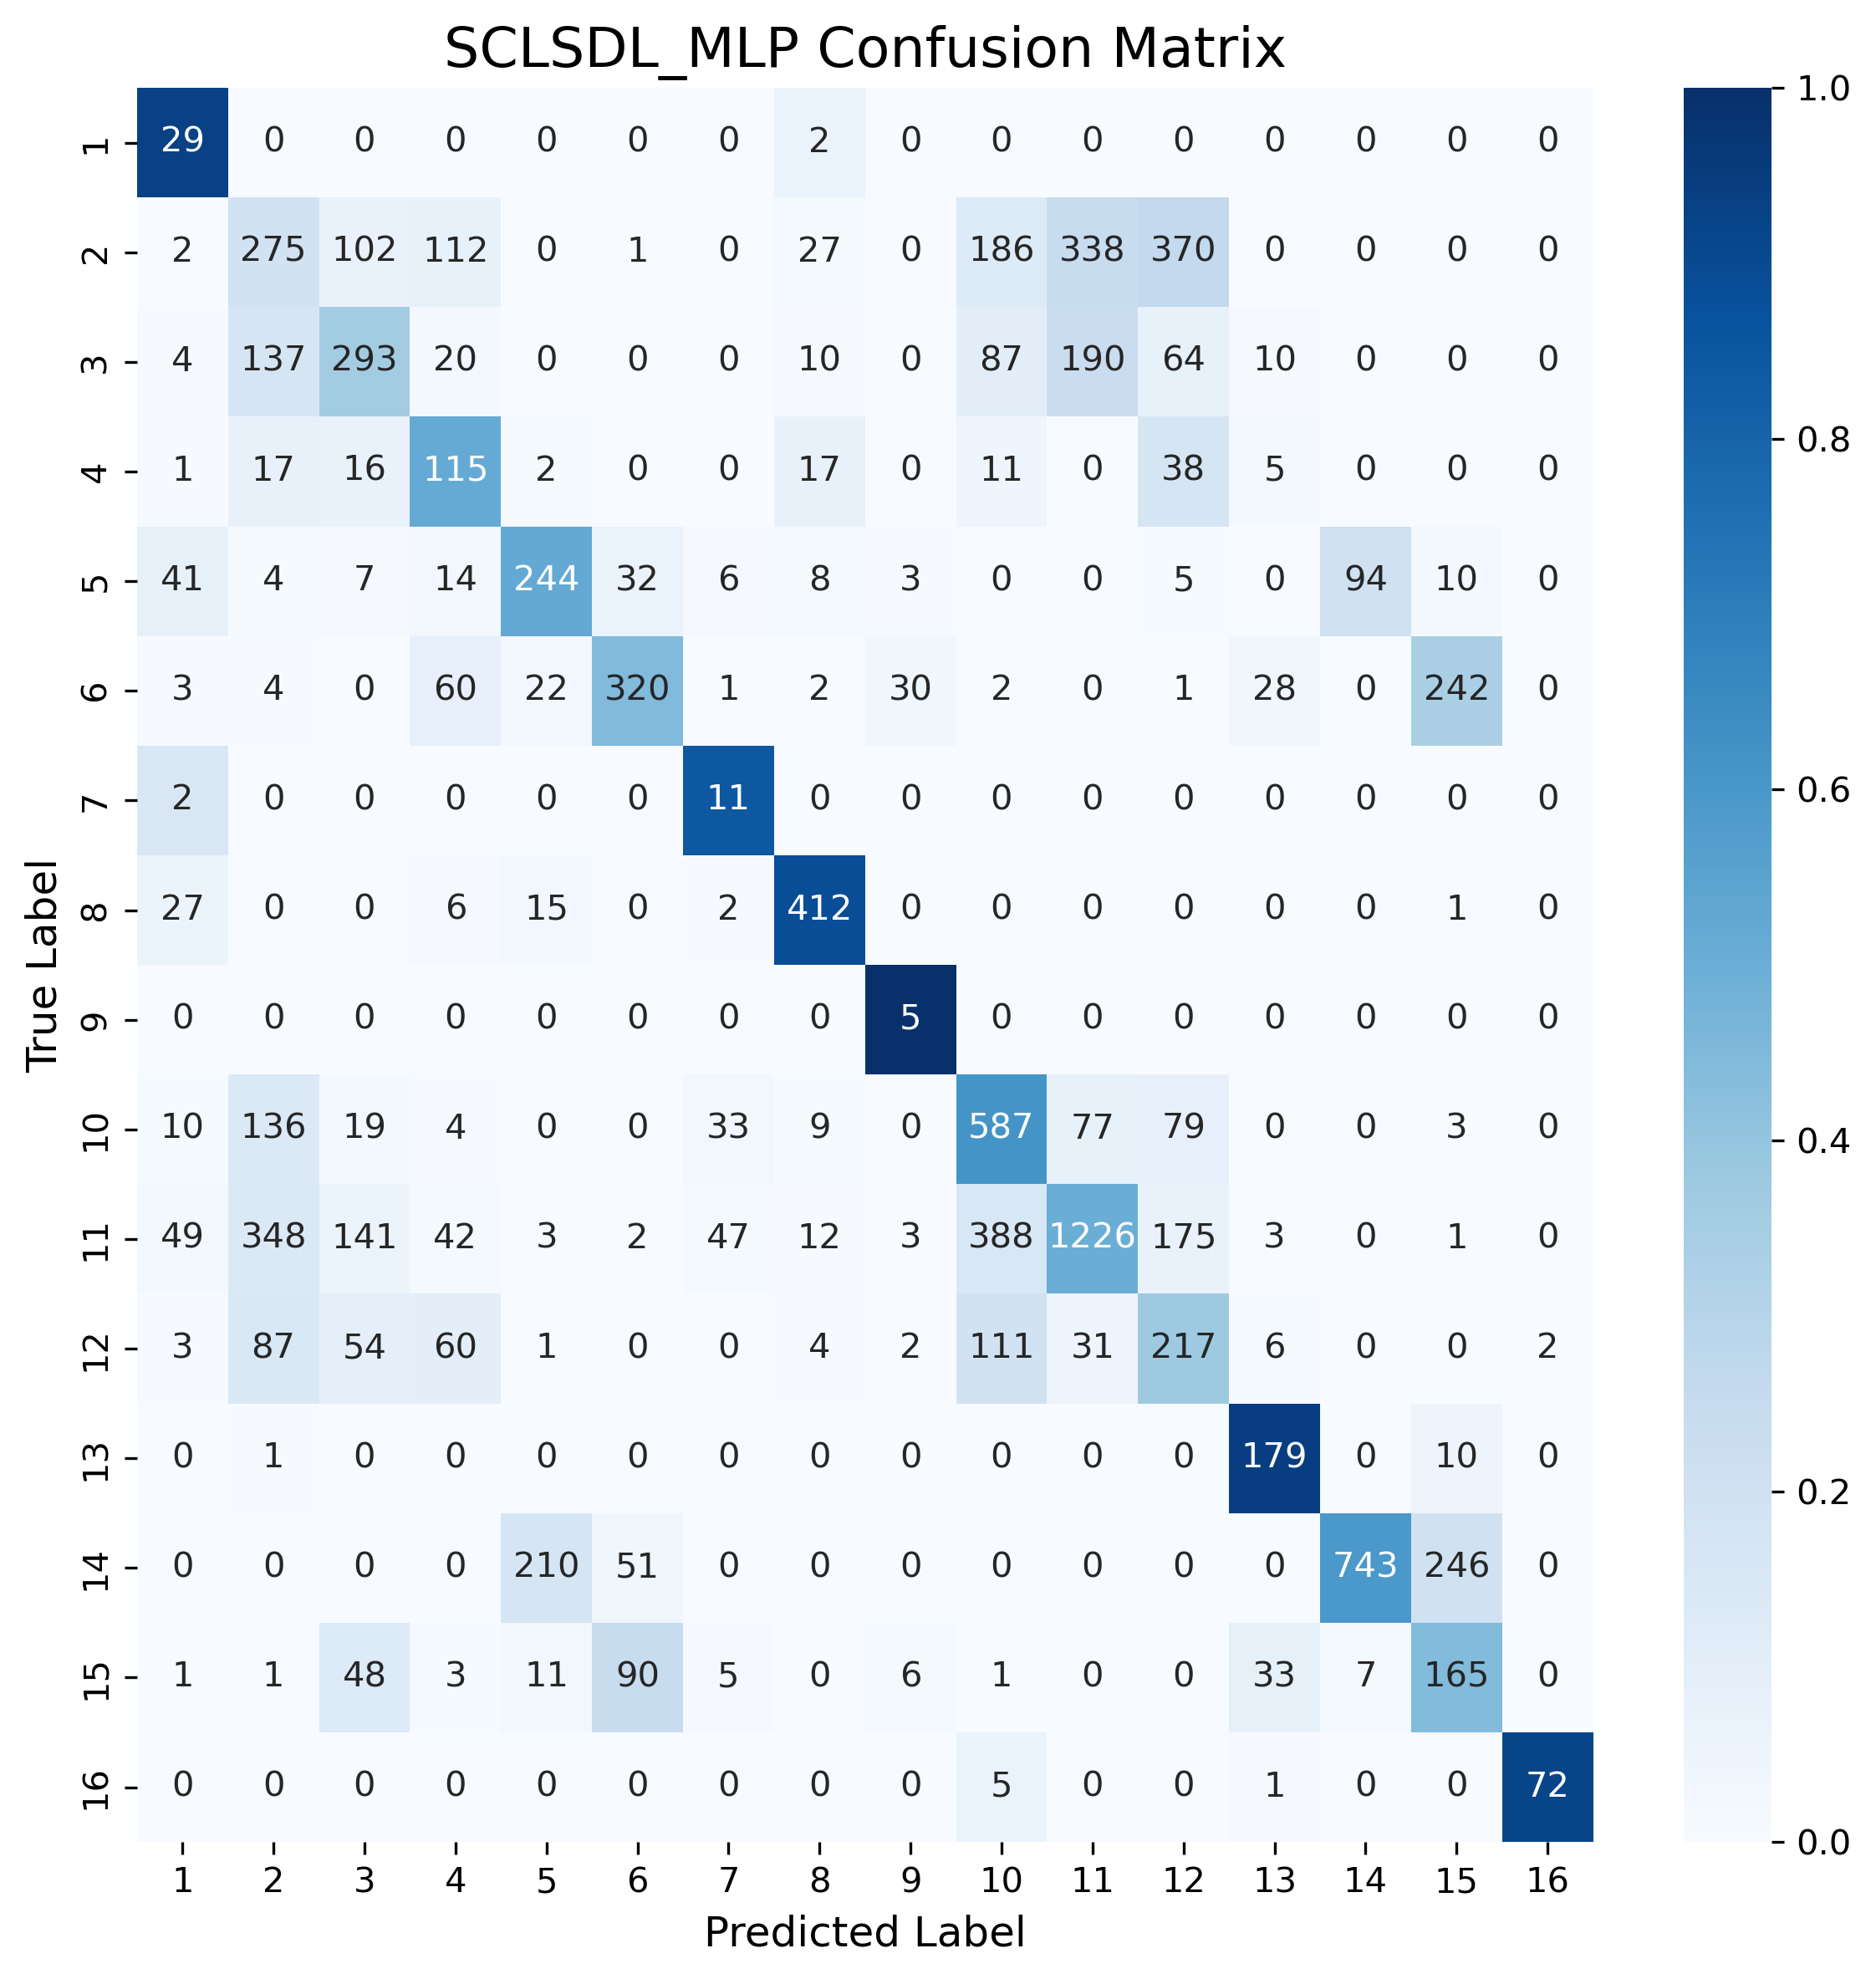 SCLSDL_MLP Confusion Matrix
1 29 0 0 0 0 0 0 2 0 0 0 0 0 0 0 0
2 2 275 102 112 0 1 0 27 0 186 338 370 0 0 0 0
3 4 137 293 20 0 0 0 10 0 87 190 64 10 0 0 0
4 1 17 16 115 2 0 0 17 0 11 0 38 5 0 0 0
5 41 4 7 14 244 32 6 8 3 0 0 5 0 94 10 0
6 3 4 0 60 22 320 1 2 30 2 0 1 28 0 242 0
7 2 0 0 0 0 0 11 0 0 0 0 0 0 0 0 0
8 27 0 0 6 15 0 2 412 0 0 0 0 0 0 1 0
9 0 0 0 0 0 0 0 0 5 0 0 0 0 0 0 0
10 10 136 19 4 0 0 33 9 0 587 77 79 0 0 3 0
11 49 348 141 42 3 2 47 12 3 388 1226 175 3 0 1 0
12 3 87 54 60 1 0 0 4 2 111 31 217 6 0 0 2
13 0 1 0 0 0 0 0 0 0 0 0 0 179 0 10 0
14 0 0 0 0 210 51 0 0 0 0 0 0 0 743 246 0
15 1 1 48 3 11 90 5 0 6 1 0 0 33 7 165 0
16 0 0 0 0 0 0 0 0 0 5 0 0 1 0 0 72
1 2 3 4 5 6 7 8 9 10 11 12 13 14 15 16
Predicted Label
True Label
1.0
0.8
0.6
0.4
0.2
0.0